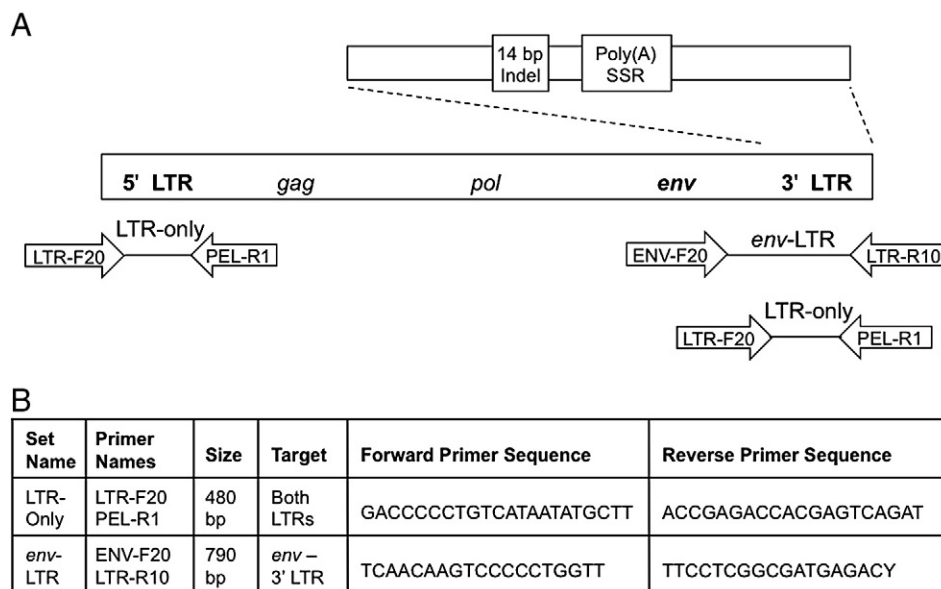 A
14 bp Poly(A)
Indel SSR
5' LTR gag pol env 3' LTR
LTR-only env-LTR
LTR-F20 PEL-R1 ENV-F20 LTR-R10
LTR-only
LTR-F20 PEL-R1
B
Set Name Primer Names Size Target Forward Primer Sequence Reverse Primer Sequence
LTR- LTR-F20 480 Both GACCCCCTGTCATAATATGCTT ACCGAGACCACGAGTCAGAT
Only PEL-R1 bp LTRs
env- ENV-F20 790 env – TCAACAAGTCCCCCTGGTT TTCCTCGGCGATGAGACY
LTR LTR-R10 bp 3' LTR